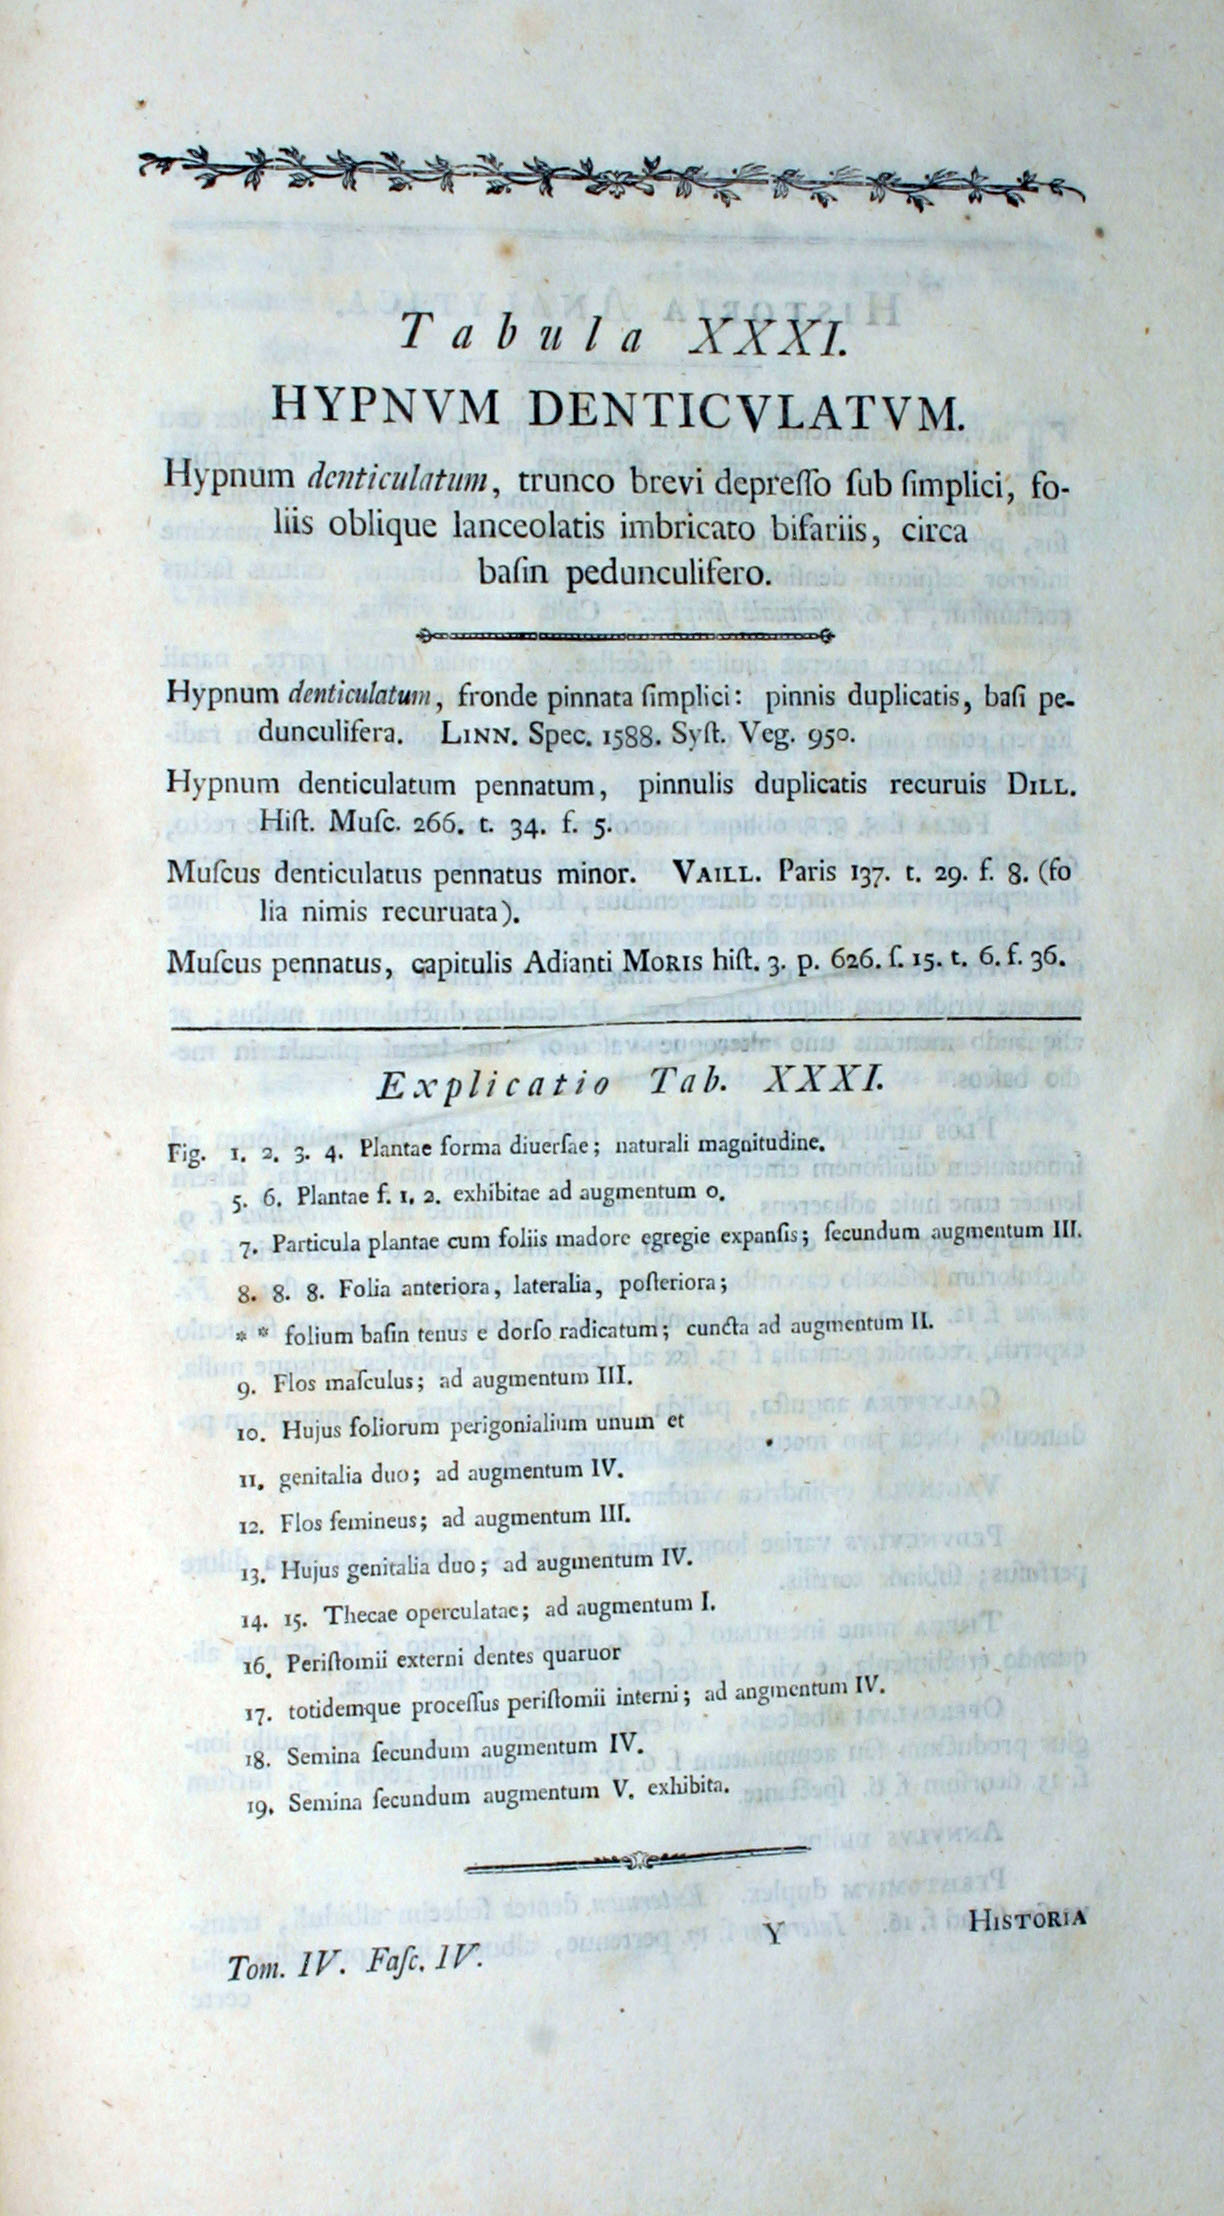 Tabula XXXI.
HYPNVM DENTICVLATVM.
Hypnum denticulatum, trunco brevi depreſſo ſub ſimplici, fo-
liis oblique lanceolatis imbricato bifariis, circa
baſin pedunculifero.
Hypnum denticulatum, fronde pinnata ſimplici: pinnis duplicatis, baſi pe-
dunculifera. LINN. Spec. 1588. Syſt. Veg. 950.
Hypnum denticulatum pennatum, pinnulis duplicatis recuruis DILL.
Hiſt. Muſc. 266. t. 34. f. 5.
Muſcus denticulatus pennatus minor. VAILL. Paris 137. t. 29. f. 8. (fo
lia nimis recuruata).
Muſcus pennatus, capitulis Adianti MORIS hiſt. 3. p. 626. ſ. 15. t. 6. f. 36.
Explicatio Tab. XXXI.
Fig. 1. 2. 3. 4. Plantae forma diuerſae; naturali magnitudine.
5. 6. Plantae f. 1. 2. exhibitae ad augmentum 0.
7. Particula plantae cum foliis madore egregie expanſis; ſecundum augmentum III.
8. 8. 8. Folia anteriora, lateralia, poſteriora;
* * folium baſin tenus e dorſo radicatum; cuncta ad augmentum II.
9. Flos maſculus; ad augmentum III.
10. Hujus foliorum perigonialium unum et
11. genitalia duo; ad augmentum IV.
12. Flos femineus; ad augmentum III.
13. Hujus genitalia duo; ad augmentum IV.
14. 15. Thecae operculatae; ad augmentum I.
16. Periſtomii externi dentes quaruor
17. totidemque proceſſus periſtomii interni; ad angmentum IV.
18. Semina ſecundum augmentum IV.
19. Semina ſecundum augmentum V. exhibita.
Tom. IV. Faſc. IV. Y HISTORIA